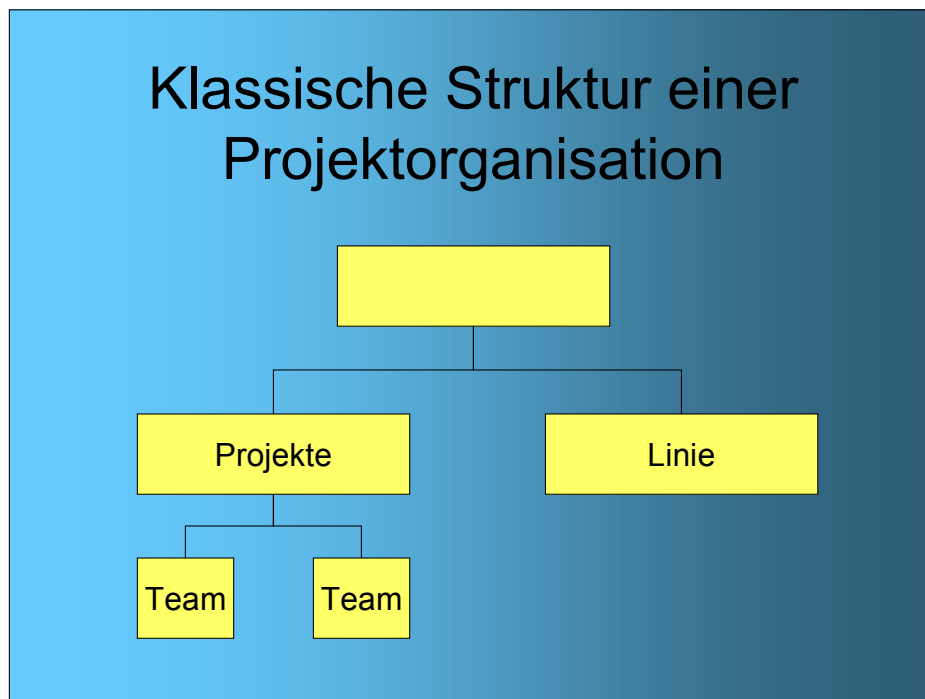 Klassische Struktur einer
Projektorganisation
Projekte
Linie
Team
Team